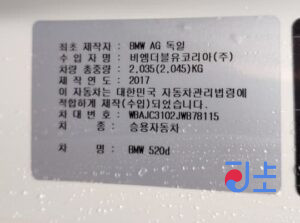 최초 제작자 : BMW AG 독일
수 입 자 명 : 비엠더블유코리아(주)
차량 총중량 : 2,035(2,045)KG
제 작 연 도 : 2017
이 자동차는 대한민국 자동차관리법령에
적합하게 제작(수입)되었습니다.
차 대 번 호 : WBAJC3102JWB78115
차 종 : 승용자동차
차 명 : BMW 520d